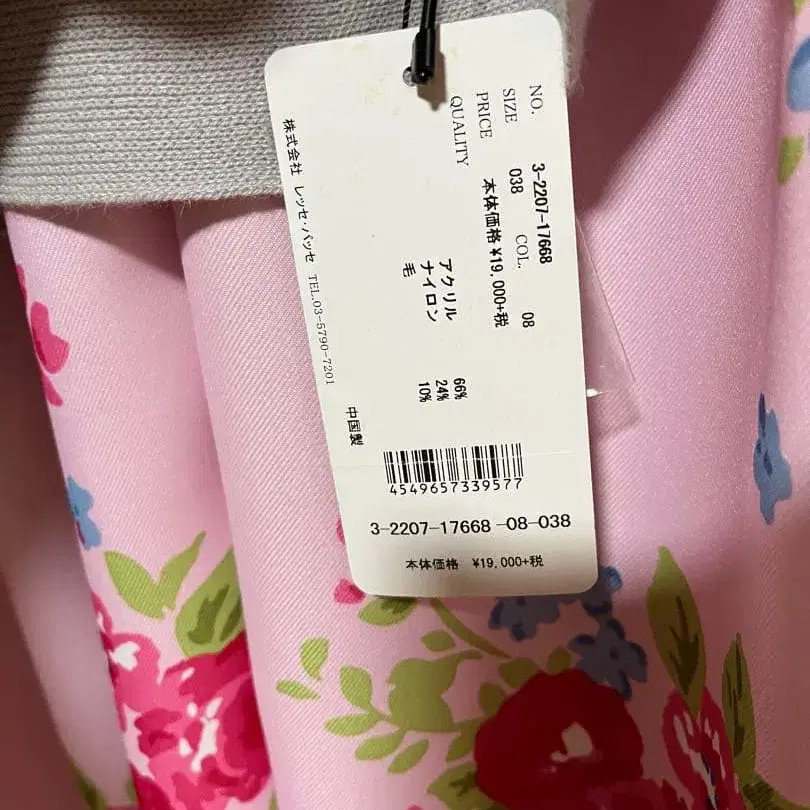 NO. 3-2207-17668
SIZE 038 COL. 08
PRICE 本体価格 ¥19,000+税
QUALITY
アクリル 66%
ナイロン 24%
毛 10%
株式会社 レッセ・パッセ TEL.03-5790-7201
中国製
4549657339577
3-2207-17668 -08-038
本体価格 ¥19,000+税